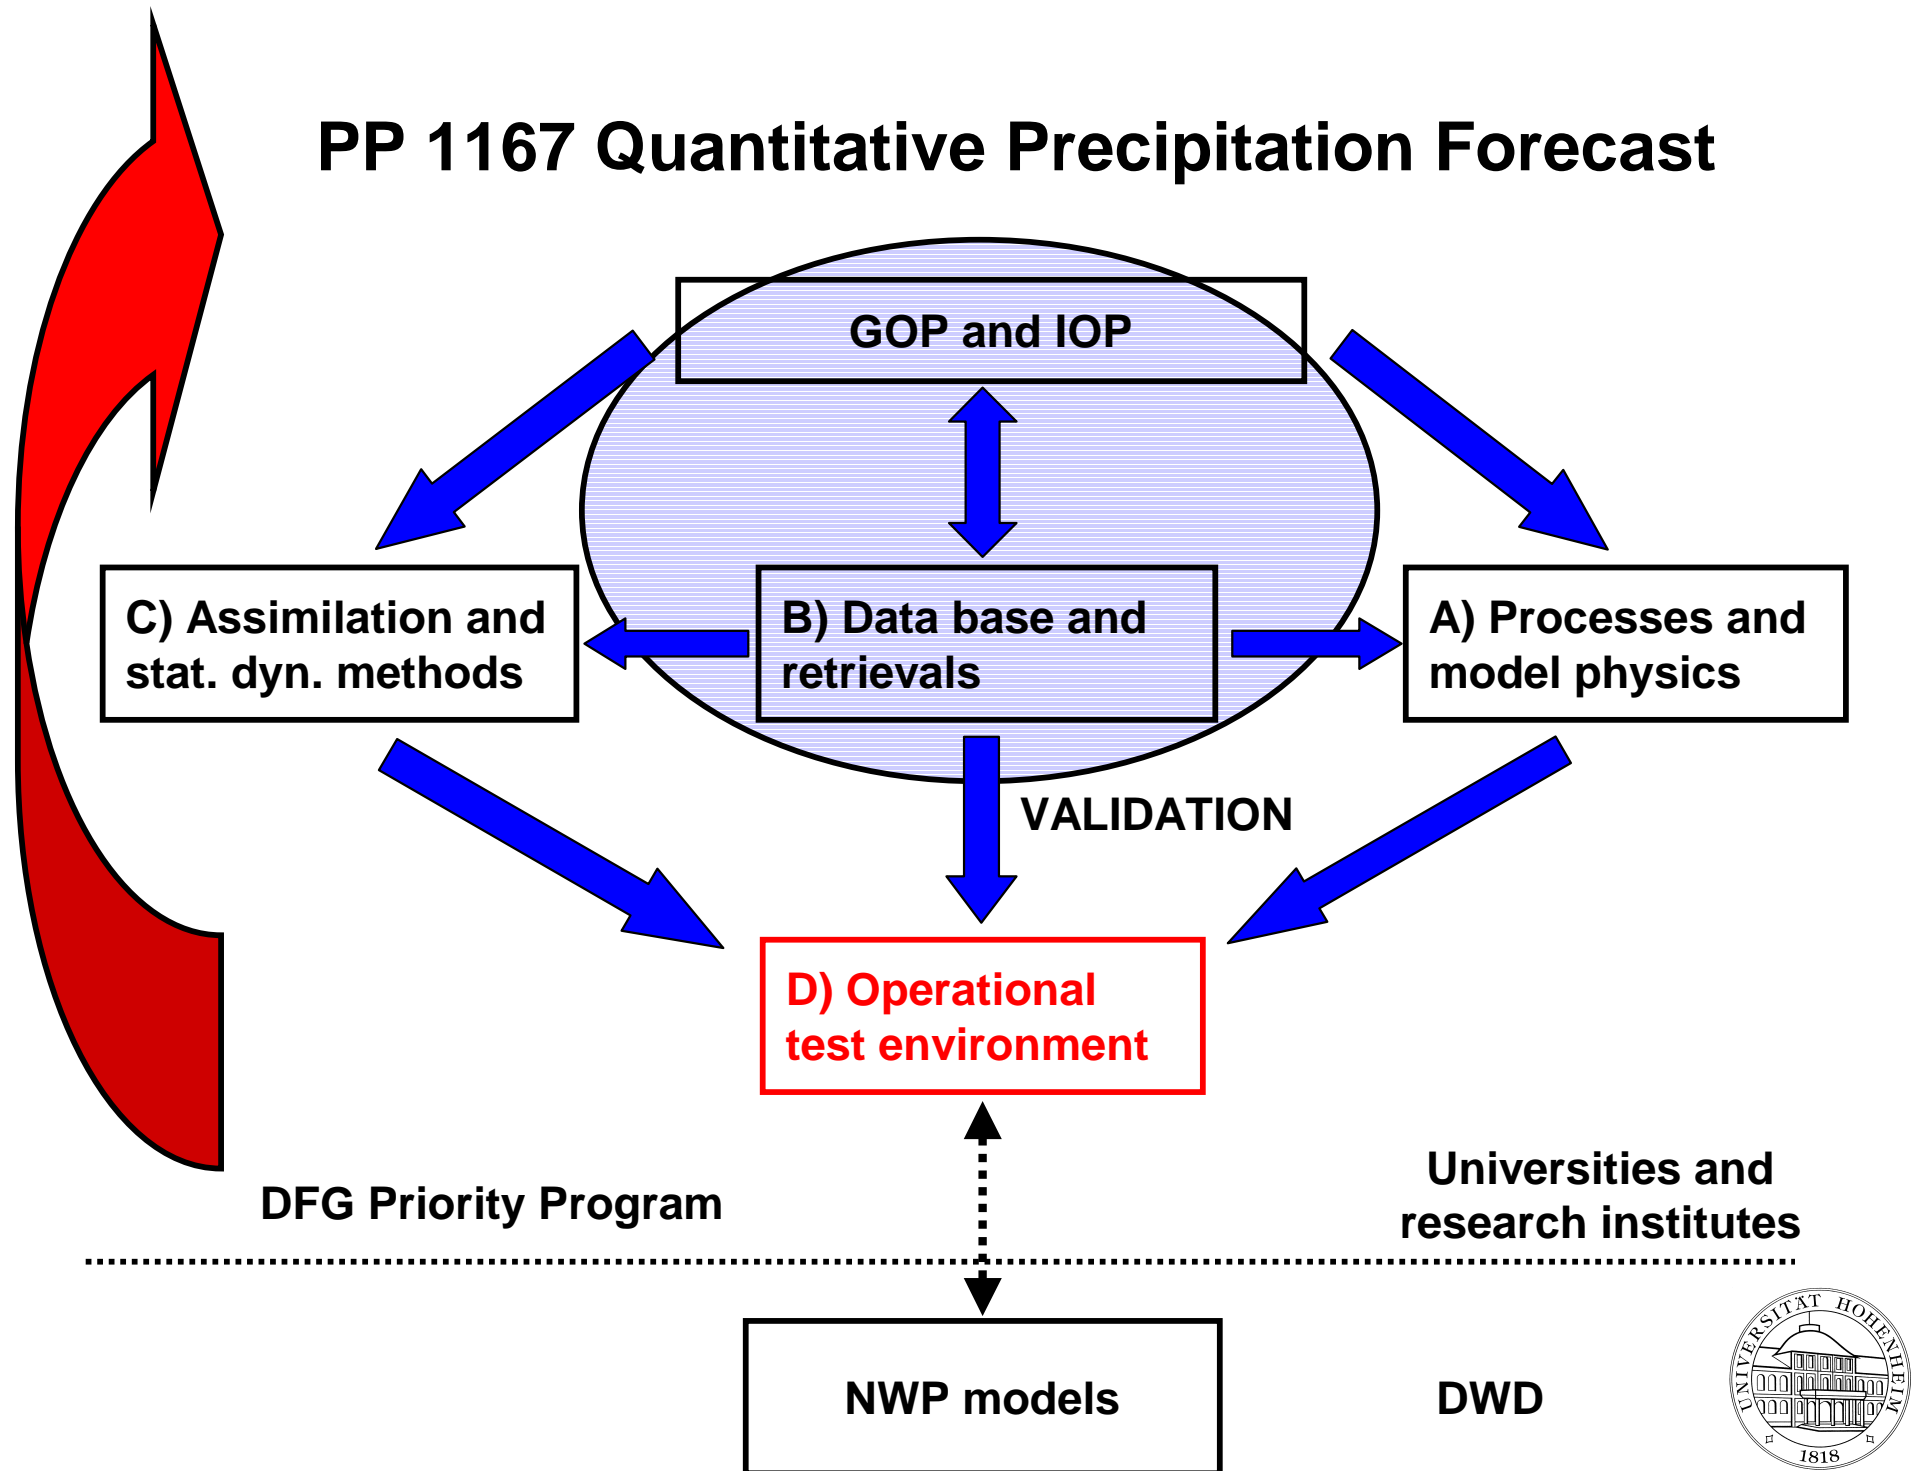 PP 1167 Quantitative Precipitation Forecast
GOP and IOP
C) Assimilation and
stat. dyn. methods
B) Data base and
retrievals
A) Processes and
model physics
VALIDATION
D) Operational
test environment
DFG Priority Program
Universities and
research institutes
NWP models
DWD
UNIVERSITÄT HOHENHEIM
1818